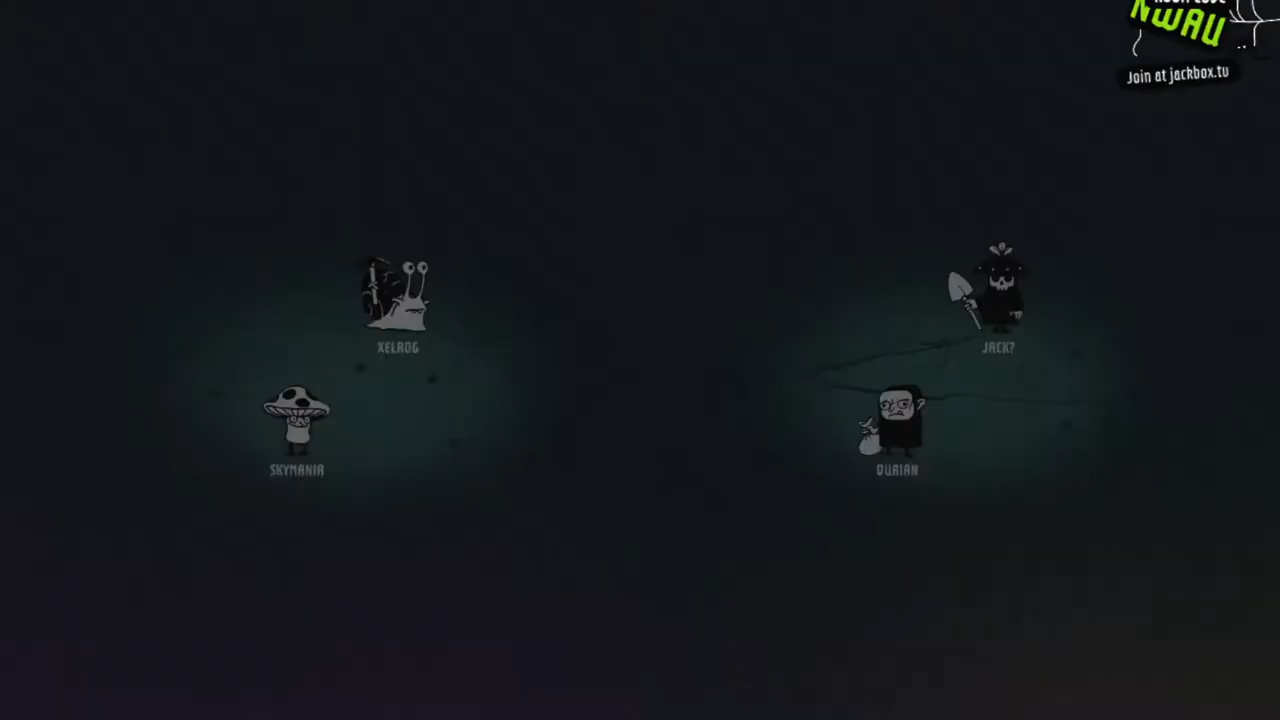 NWAU
Join at jackbox.tv
XELROG
JACK?
SKYMANIA
DURIAN